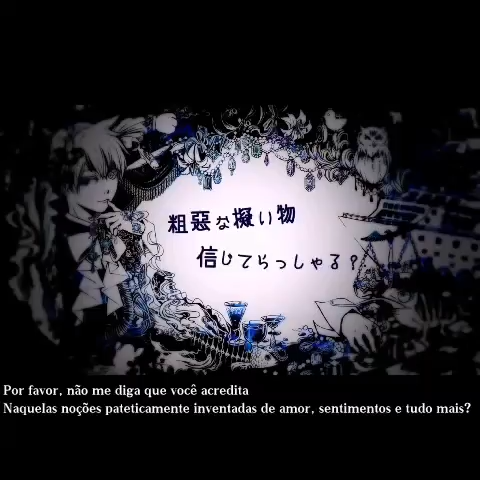 粗惡な擬い物
信じてらっしゃる?
Por favor, não me diga que você acredita
Naquelas noções pateticamente inventadas de amor, sentimentos e tudo mais?